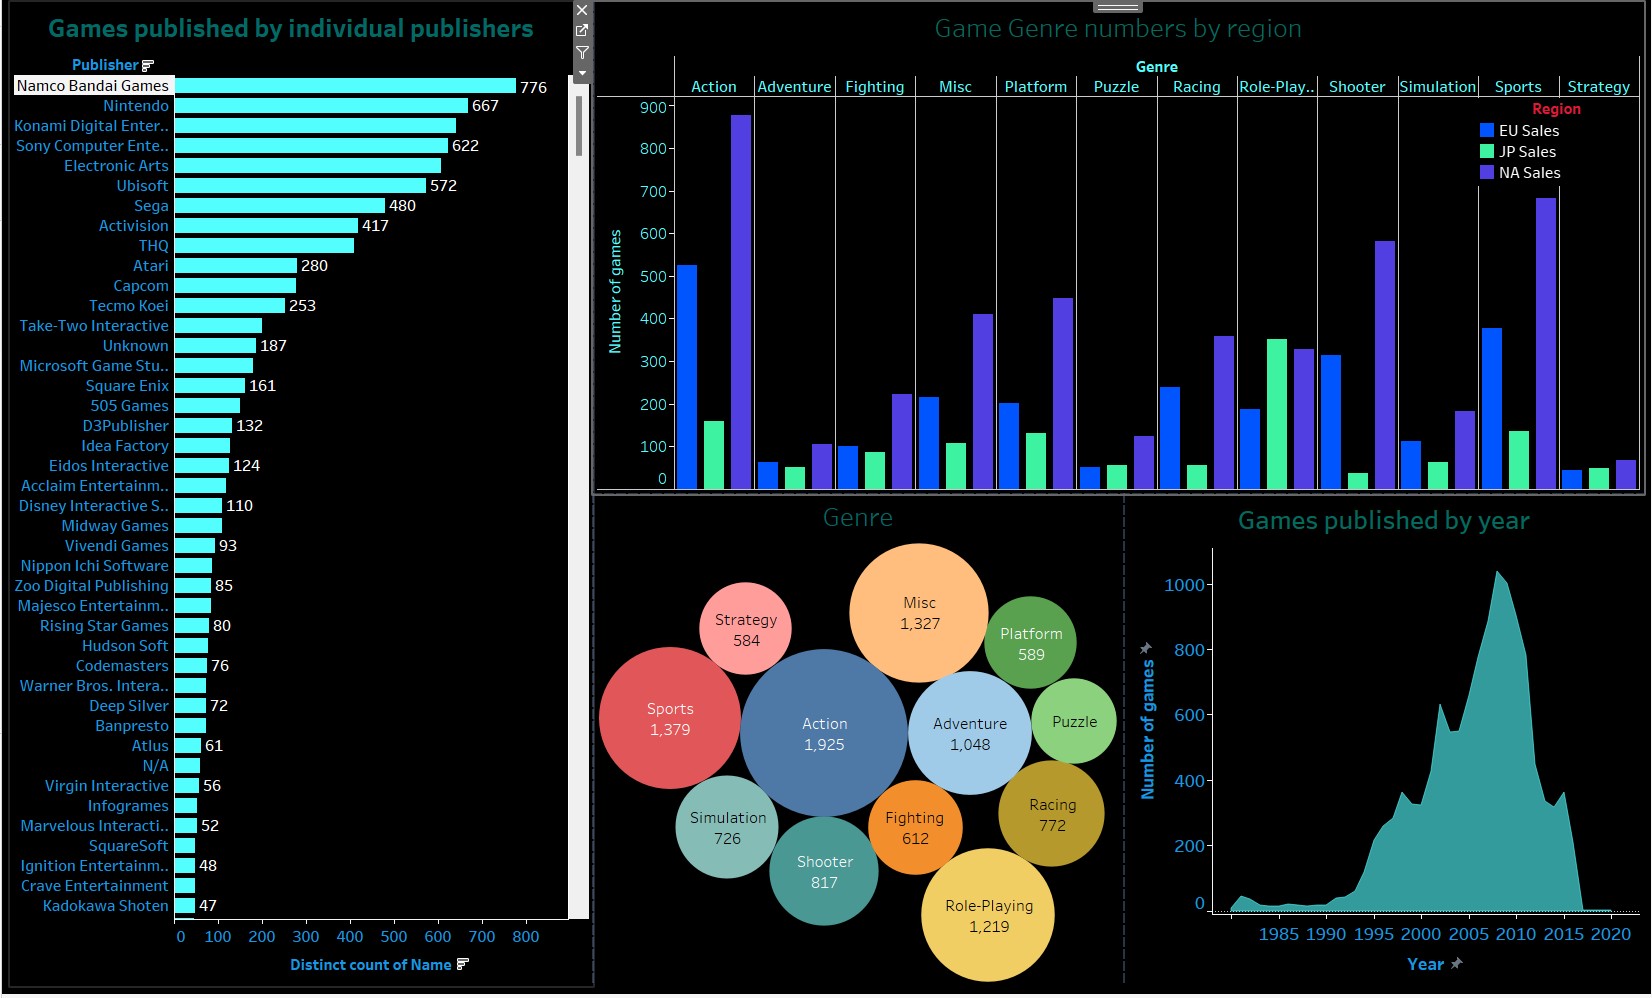 Games published by individual publishers
Publisher
Namco Bandai Games 776
Nintendo 667
Konami Digital Enter..
Sony Computer Ente.. 622
Electronic Arts
Ubisoft 572
Sega 480
Activision 417
THQ
Atari 280
Capcom
Tecmo Koei 253
Take-Two Interactive
Unknown 187
Microsoft Game Stu..
Square Enix 161
505 Games
D3Publisher 132
Idea Factory
Eidos Interactive 124
Acclaim Entertainm..
Disney Interactive S.. 110
Midway Games
Vivendi Games 93
Nippon Ichi Software
Zoo Digital Publishing 85
Majesco Entertainm..
Rising Star Games 80
Hudson Soft
Codemasters 76
Warner Bros. Intera..
Deep Silver 72
Banpresto
Atlus 61
N/A
Virgin Interactive 56
Infogrames
Marvelous Interacti.. 52
SquareSoft
Ignition Entertainm.. 48
Crave Entertainment
Kadokawa Shoten 47
0 100 200 300 400 500 600 700 800
Distinct count of Name
Game Genre numbers by region
Genre
Action Adventure Fighting Misc Platform Puzzle Racing Role-Play.. Shooter Simulation Sports Strategy
Region
EU Sales
JP Sales
NA Sales
Number of games
900
800
700
600
500
400
300
200
100
0
Genre
Misc
1,327
Strategy
584
Platform
589
Sports
1,379
Action
1,925
Adventure
1,048
Puzzle
Simulation
726
Fighting
612
Racing
772
Shooter
817
Role-Playing
1,219
Games published by year
Number of games
1000
800
600
400
200
0
1985 1990 1995 2000 2005 2010 2015 2020
Year